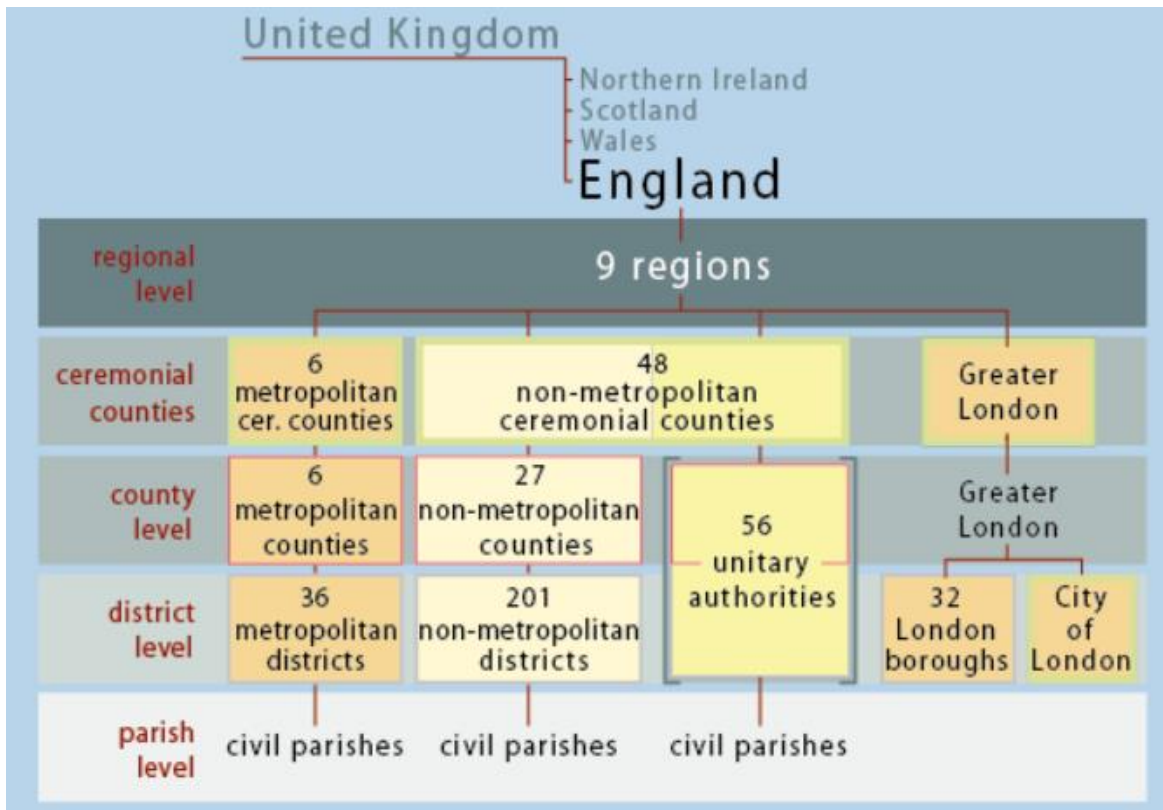 United Kingdom
Northern Ireland
Scotland
Wales
England
regional
level
9 regions
ceremonial
counties
6
metropolitan
cer. counties
48
non-metropolitan
ceremonial counties
Greater
London
county
level
6
metropolitan
counties
27
non-metropolitan
counties
56
unitary
authorities
Greater
London
district
level
36
metropolitan
districts
201
non-metropolitan
districts
32
London
boroughs
City
of
London
parish
level
civil parishes
civil parishes
civil parishes